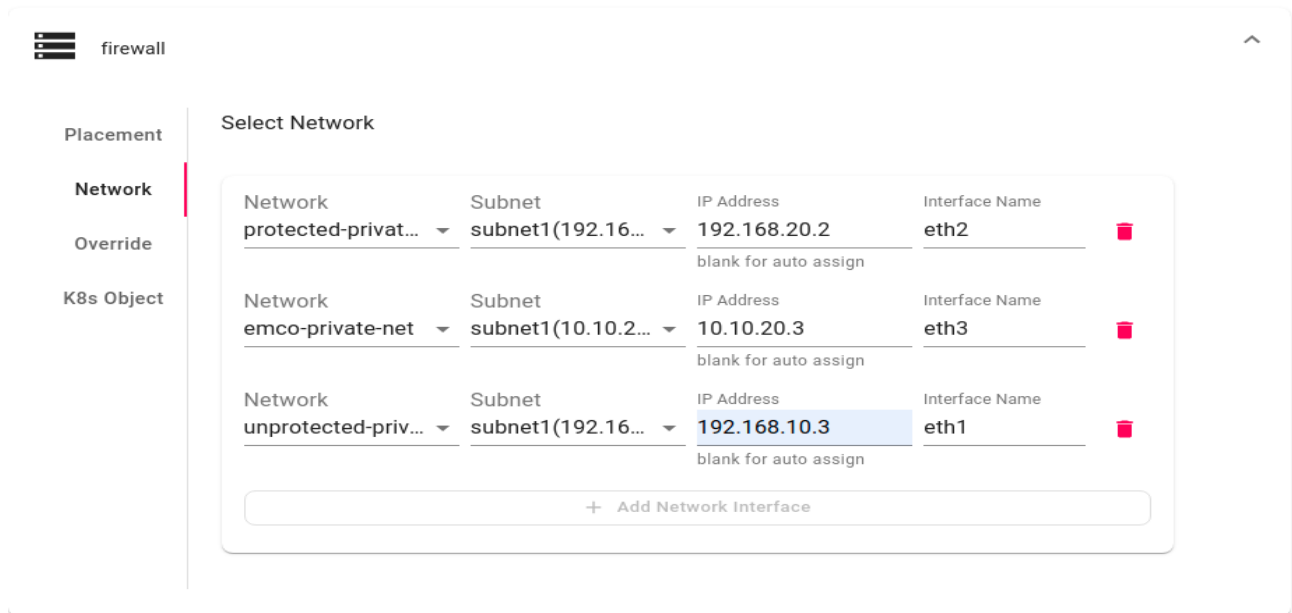 firewall
Placement
Network
Override
K8s Object
Select Network
Network Subnet IP Address Interface Name
protected-privat... subnet1(192.16... 192.168.20.2 eth2
blank for auto assign
Network Subnet IP Address Interface Name
emco-private-net subnet1(10.10.2... 10.10.20.3 eth3
blank for auto assign
Network Subnet IP Address Interface Name
unprotected-priv... subnet1(192.16... 192.168.10.3 eth1
blank for auto assign
+ Add Network Interface